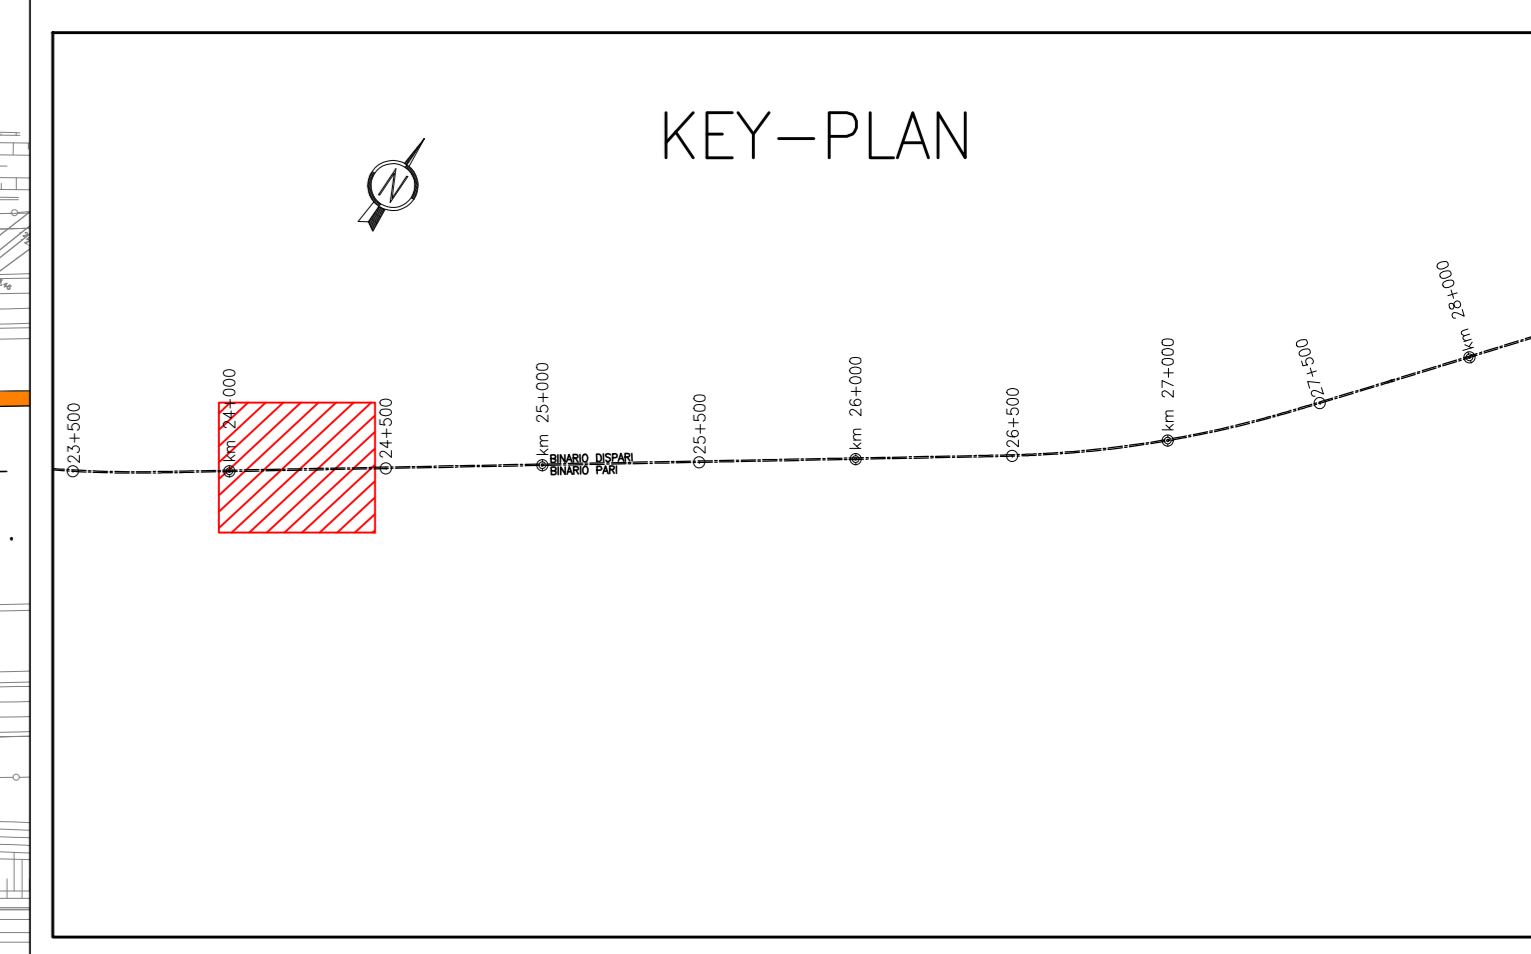 KEY-PLAN
N
23+500
km 24+000
24+500
km 25+000
BINARIO DISPARI
BINARIO PARI
25+500
km 26+000
26+500
km 27+000
27+500
km 28+000